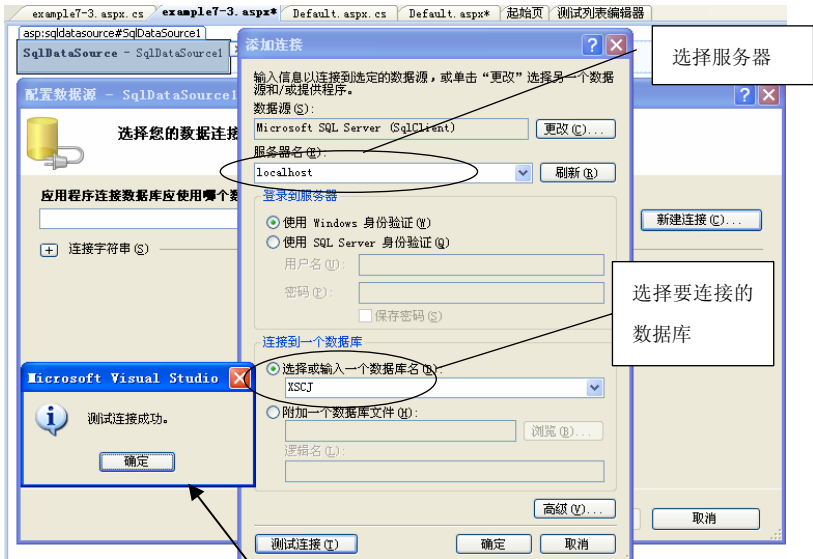 example7-3.aspx.cs example7-3.aspx* Default.aspx.cs Default.aspx* 起始页 测试列表编辑器
asp:sqldatasource#SqlDataSource1
SqlDataSource - SqlDataSource1
配置数据源 - SqlDataSource1
选择您的数据连接
应用程序连接数据库应使用哪个数
连接字符串(S)
新建连接(C)...
取消
添加连接
输入信息以连接到选定的数据源，或单击“更改”选择另一个数据
源和/或提供程序。
数据源(S):
Microsoft SQL Server (SqlClient)
更改(C)...
服务器名(E):
localhost
刷新(R)
登录到服务器
使用 Windows 身份验证(W)
使用 SQL Server 身份验证(Q)
用户名(U):
密码(P):
保存密码(S)
连接到一个数据库
选择或输入一个数据库名(D):
XSCJ
附加一个数据库文件(H):
浏览(B)...
逻辑名(L):
高级(V)...
测试连接(T)
确定
取消
选择服务器
选择要连接的
数据库
Microsoft Visual Studio
测试连接成功。
确定